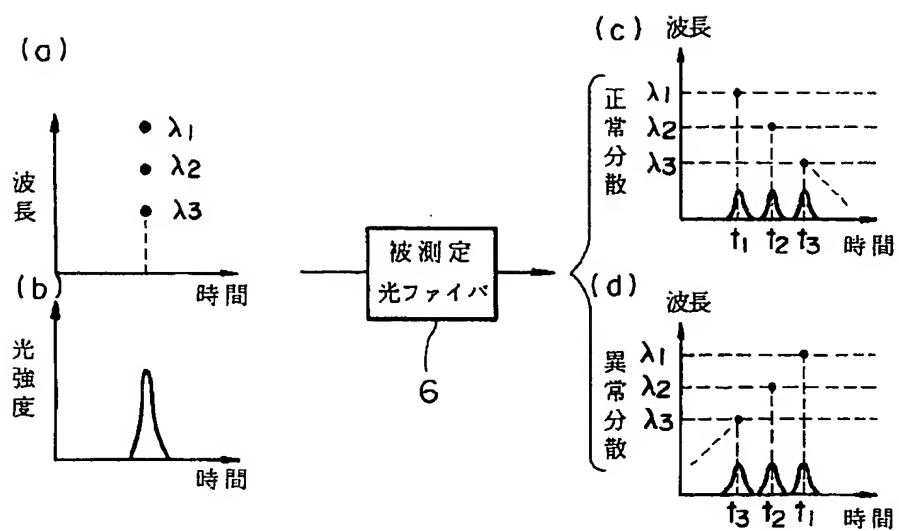 (a)
波長
λ1
λ2
λ3
時間
(b)
光強度
時間
被測定
光ファイバ
6
(c)
波長
正常分散
λ1
λ2
λ3
t1 t2 t3 時間
(d)
波長
異常分散
λ1
λ2
λ3
t3 t2 t1 時間